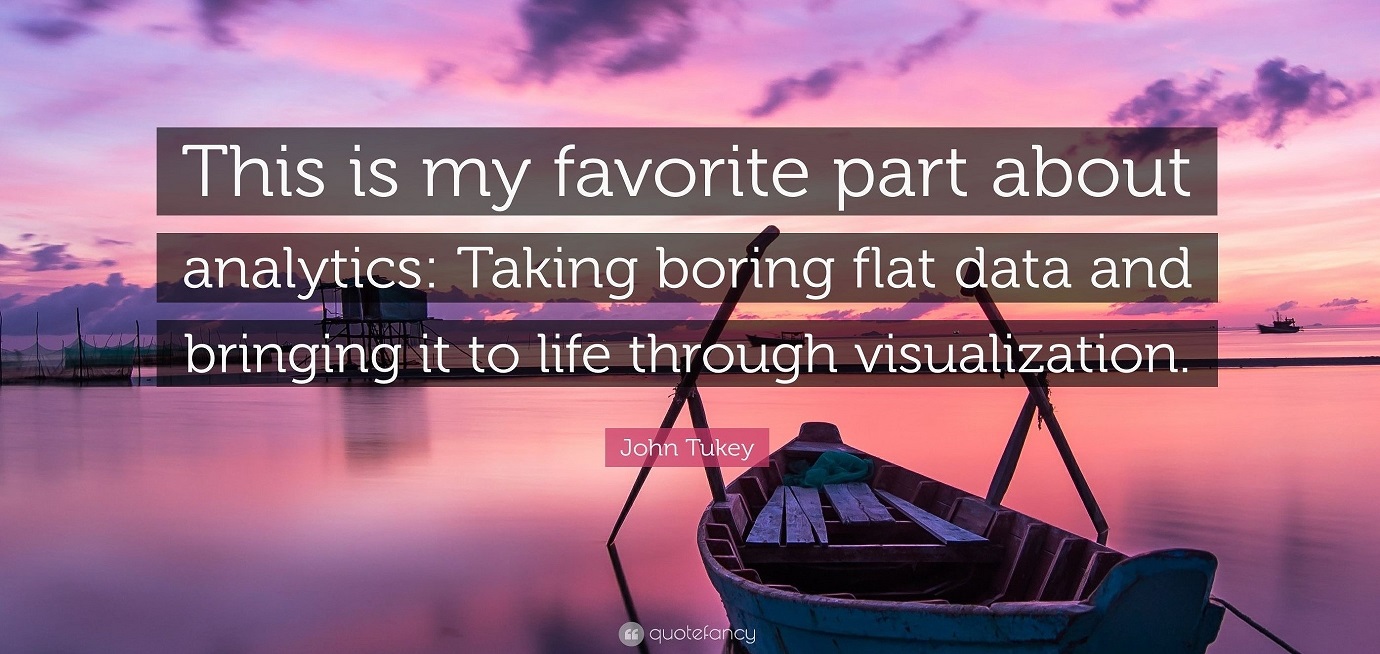 This is my favorite part about
analytics: Taking boring flat data and
bringing it to life through visualization.
John Tukey
quotefancy